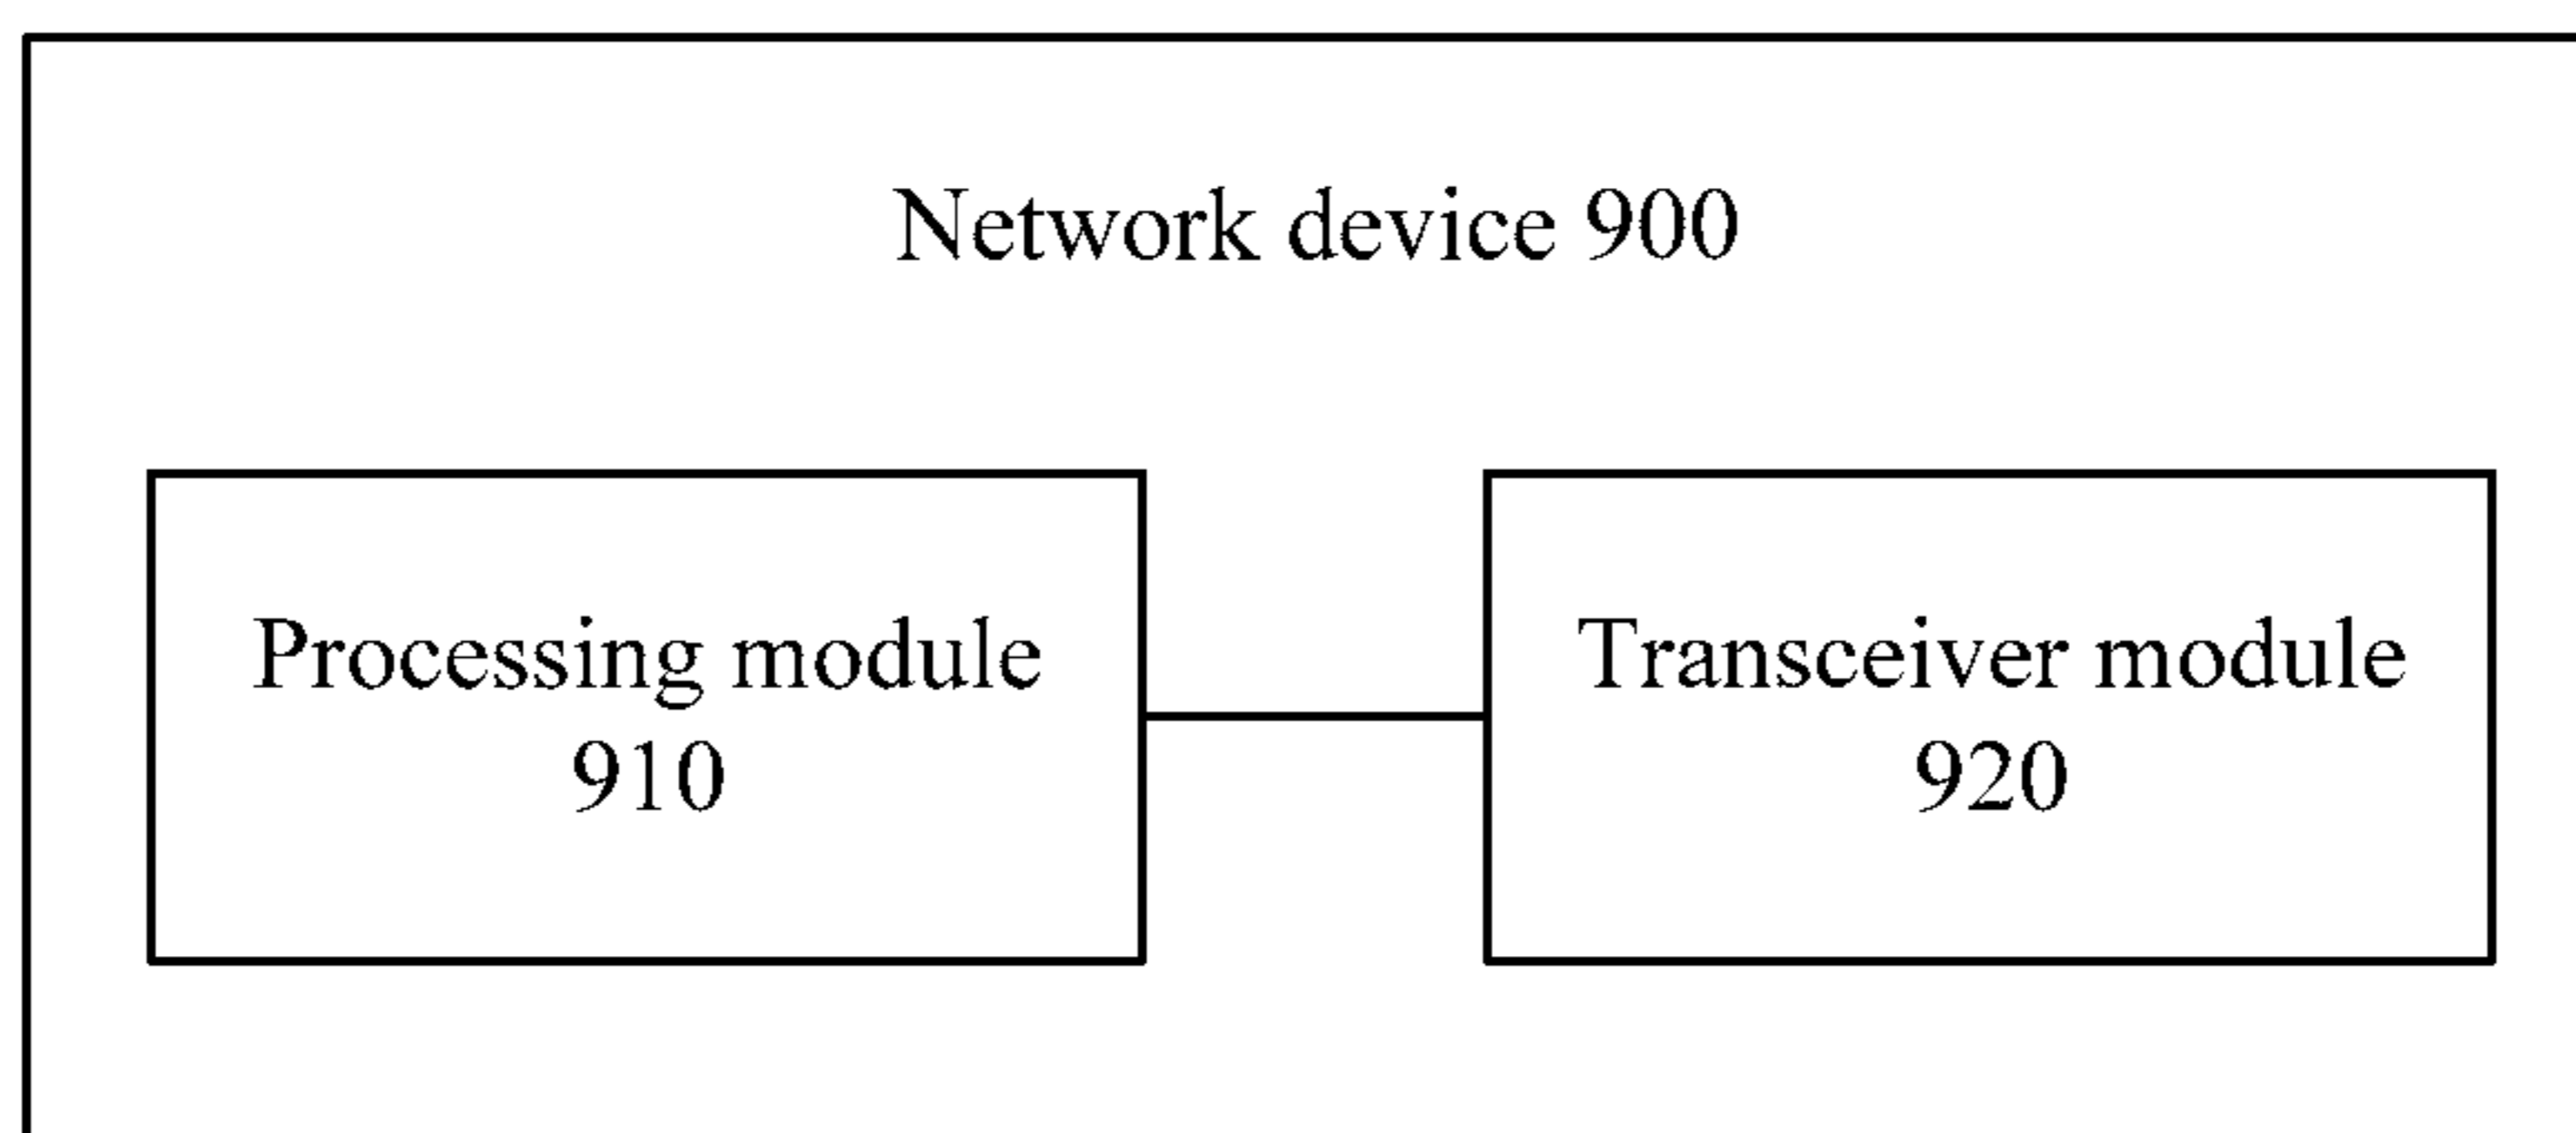 Network device 900
Processing module
910
Transceiver module
920